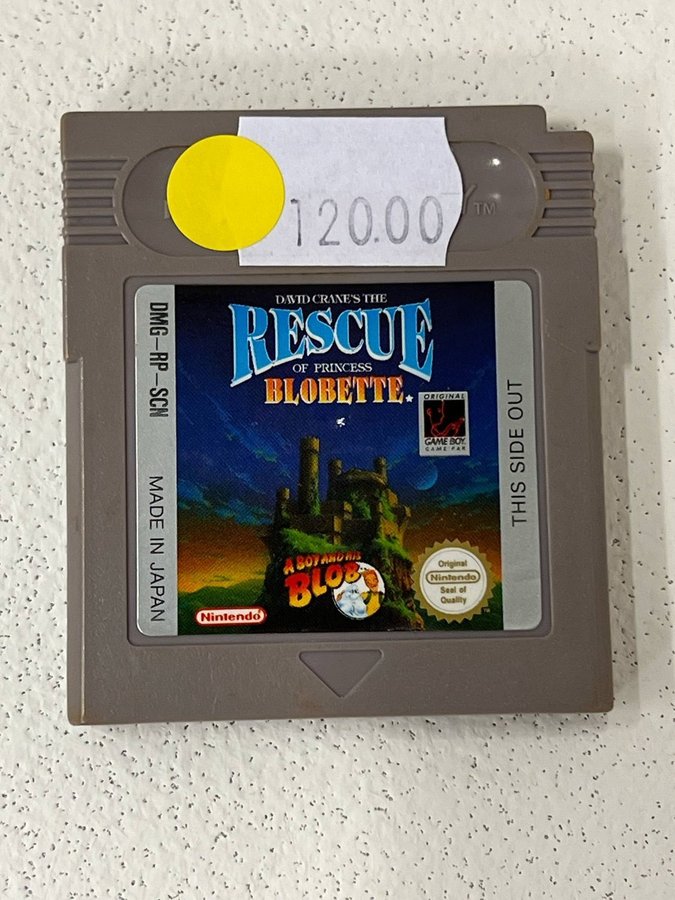 120.00
TM
DAVID CRANE'S THE
RESCUE
OF PRINCESS
BLOBETTE
DMG-RP-SCN
MADE IN JAPAN
ORIGINAL
GAME BOY
GAME PAK
THIS SIDE OUT
A BOY AND HIS
BLOB
Original
Nintendo
Seal of
Quality
Nintendo